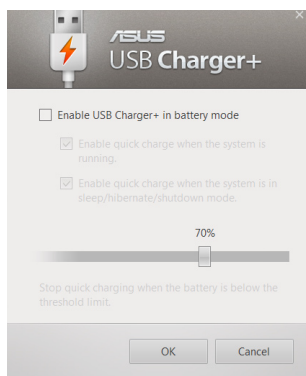 ASUS
USB Charger+
Enable USB Charger+ in battery mode
Enable quick charge when the system is
running.
Enable quick charge when the system is in
sleep/hibernate/shutdown mode.
70%
Stop quick charging when the battery is below the
threshold limit.
OK Cancel